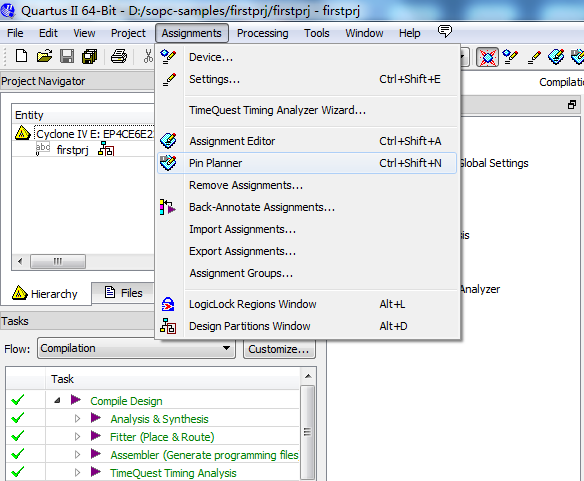 Quartus II 64-Bit - D:/sopc-samples/firstprj/firstprj - firstprj
File Edit View Project Assignments Processing Tools Window Help
Project Navigator
Compilation
Entity
Cyclone IV E: EP4CE6E2
abc firstprj
Hierarchy Files
Device...
Settings... Ctrl+Shift+E
TimeQuest Timing Analyzer Wizard...
Assignment Editor Ctrl+Shift+A
Pin Planner Ctrl+Shift+N
Remove Assignments...
Back-Annotate Assignments...
Import Assignments...
Export Assignments...
Assignment Groups...
LogicLock Regions Window Alt+L
Design Partitions Window Alt+D
Global Settings
sis
Analyzer
Tasks
Flow: Compilation Customize...
Task
Compile Design
Analysis & Synthesis
Fitter (Place & Route)
Assembler (Generate programming files
TimeQuest Timing Analysis